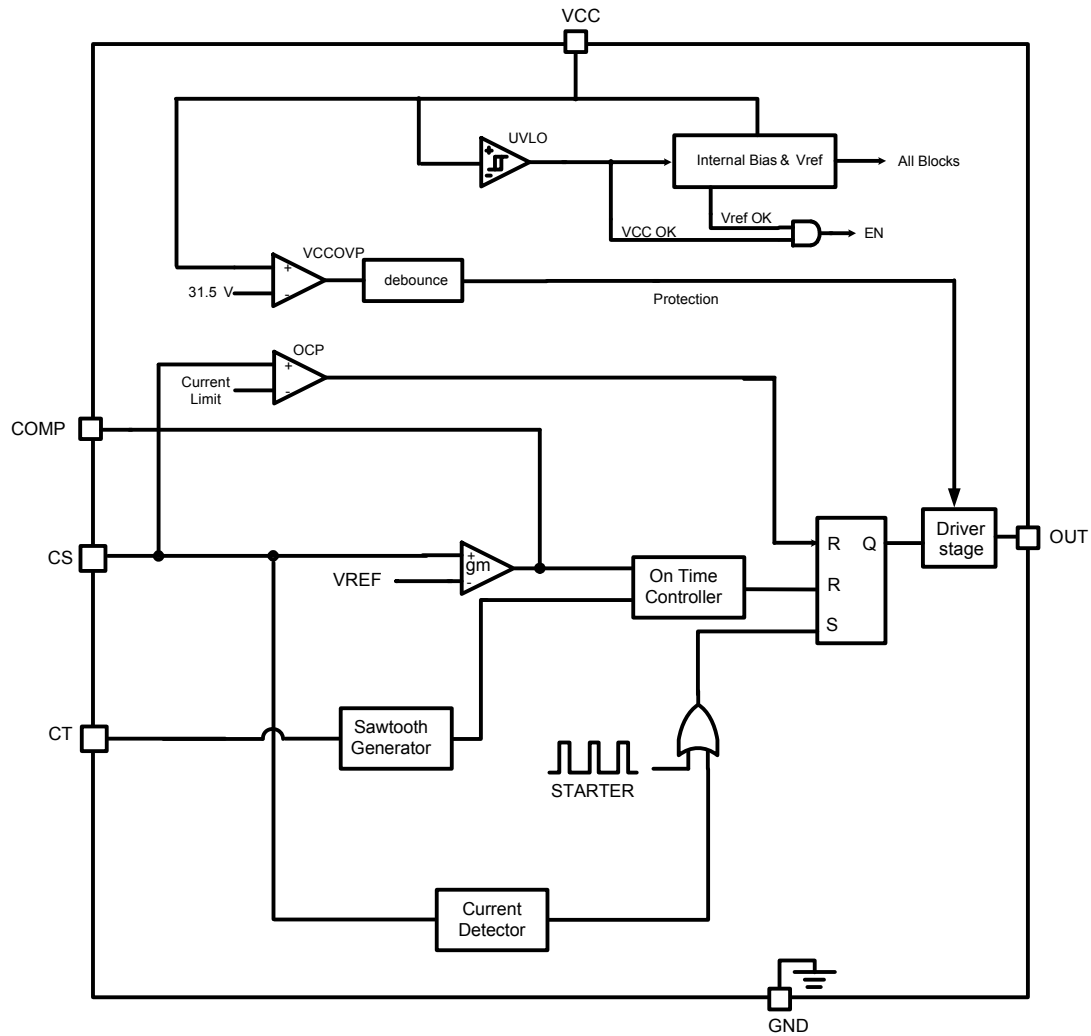 VCC
UVLO
Internal Bias & Vref
All Blocks
Vref OK
VCC OK
EN
VCCOVP
+
-
31.5 V
debounce
Protection
OCP
+
-
Current
Limit
COMP
CS
+
gm
-
VREF
On Time
Controller
R Q
R
S
Driver
stage
OUT
CT
Sawtooth
Generator
STARTER
Current
Detector
GND